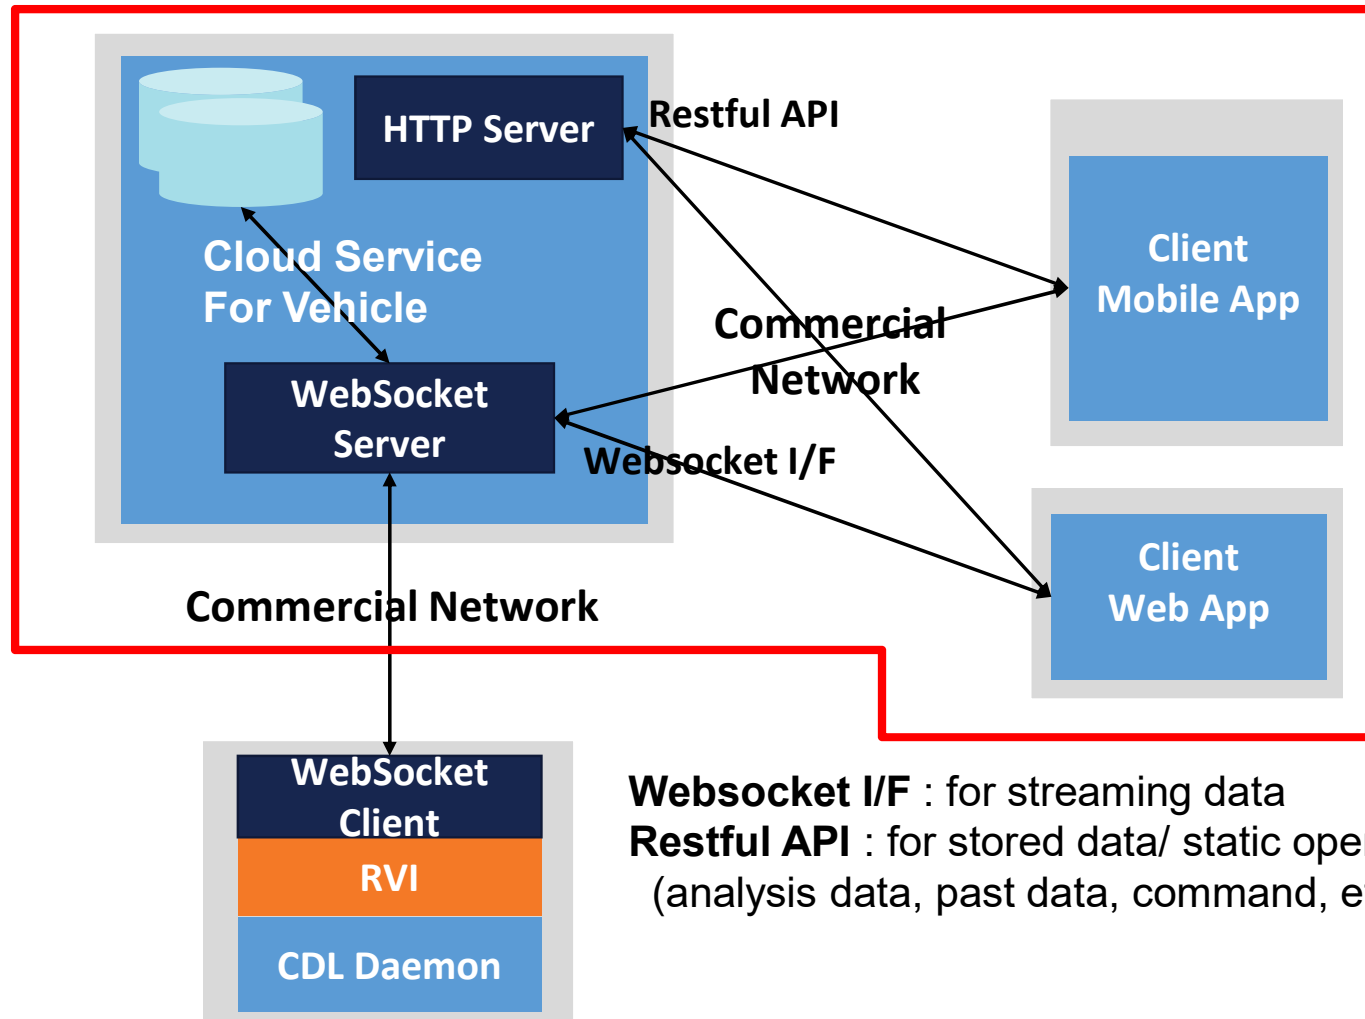 HTTP Server
Restful API
Cloud Service
For Vehicle
Client
Mobile App
Commercial
Network
WebSocket
Server
Websocket I/F
Client
Web App
Commercial Network
WebSocket
Client
RVI
CDL Daemon
Websocket I/F : for streaming data
Restful API : for stored data/ static
(analysis data, past data, command,